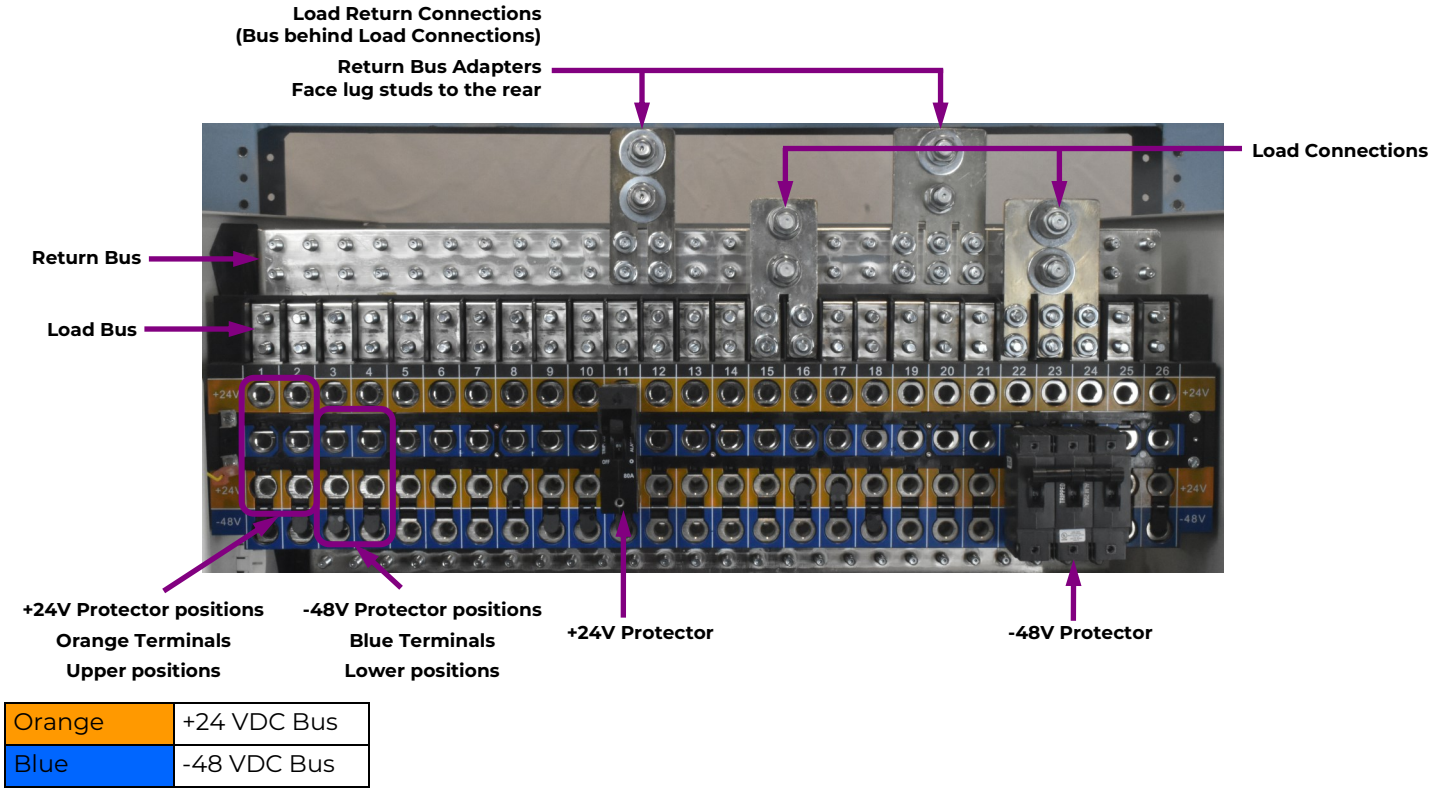 Load Return Connections
(Bus behind Load Connections)
Return Bus Adapters
Face lug studs to the rear
Load Connections
Return Bus
Load Bus
1 2 3 4 5 6 7 8 9 10 11 12 13 14 15 16 17 18 19 20 21 22 23 24 25 26
+24V +24V
OFF
80A
+24V +24V
-48V -48V
+24V Protector positions
Orange Terminals
Upper positions
-48V Protector positions
Blue Terminals
Lower positions
+24V Protector
-48V Protector
Orange +24 VDC Bus
Blue -48 VDC Bus